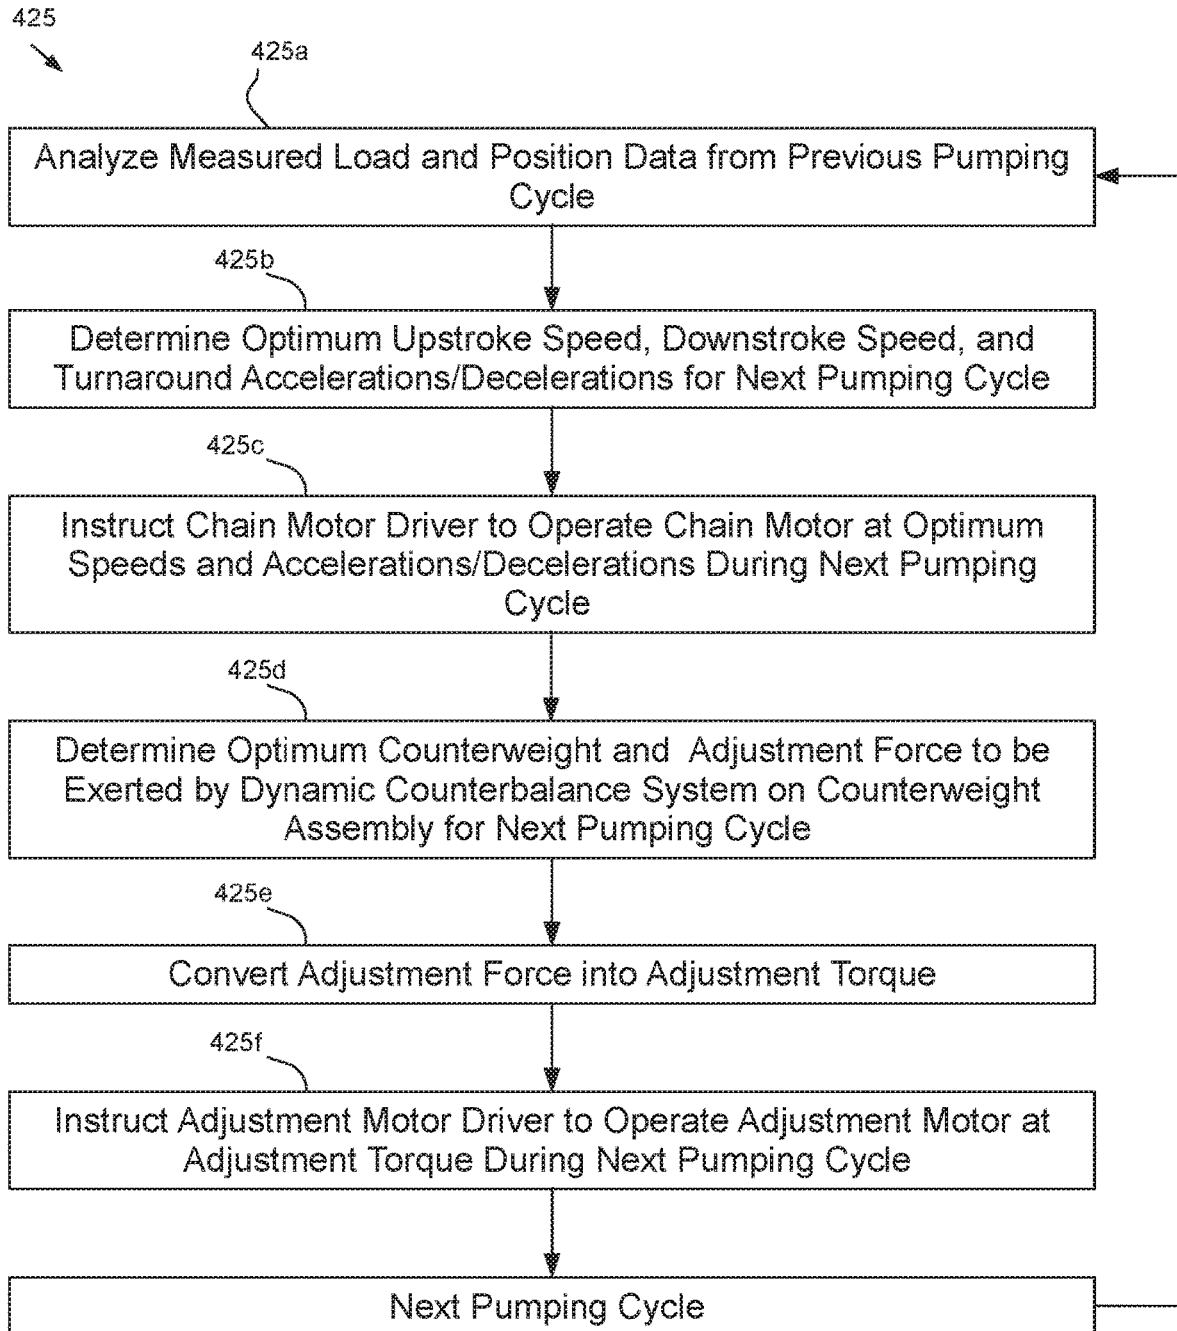 425
425a
Analyze Measured Load and Position Data from Previous Pumping
Cycle
425b
Determine Optimum Upstroke Speed, Downstroke Speed, and
Turnaround Accelerations/Decelerations for Next Pumping Cycle
425c
Instruct Chain Motor Driver to Operate Chain Motor at Optimum
Speeds and Accelerations/Decelerations During Next Pumping
Cycle
425d
Determine Optimum Counterweight and Adjustment Force to be
Exerted by Dynamic Counterbalance System on Counterweight
Assembly for Next Pumping Cycle
425e
Convert Adjustment Force into Adjustment Torque
425f
Instruct Adjustment Motor Driver to Operate Adjustment Motor at
Adjustment Torque During Next Pumping Cycle
Next Pumping Cycle